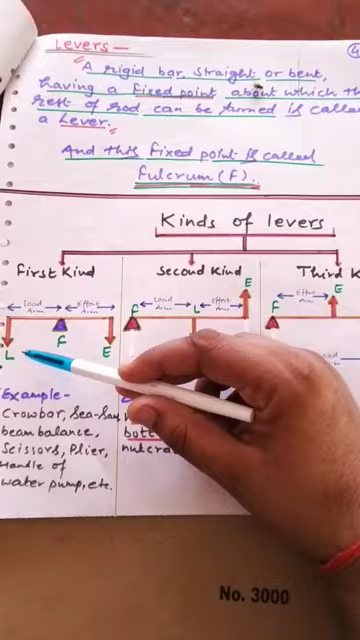 Levers -
"A rigid bar, straight or bent,
having a fixed point about which the
rest of rod can be turned is called
a Lever."
And this fixed point is called
fulcrum (F).
Kinds of levers
First Kind
Second Kind
Third K
Load Arm
Effort Arm
L
F
E
F
Load Arm
Effort Arm
L
E
F
Effort Arm
E
Example -
Crowbar, Sea-Saw,
beam balance,
Scissors, Plier,
Handle of
water pump, etc.
bott
nutcra
No. 3000